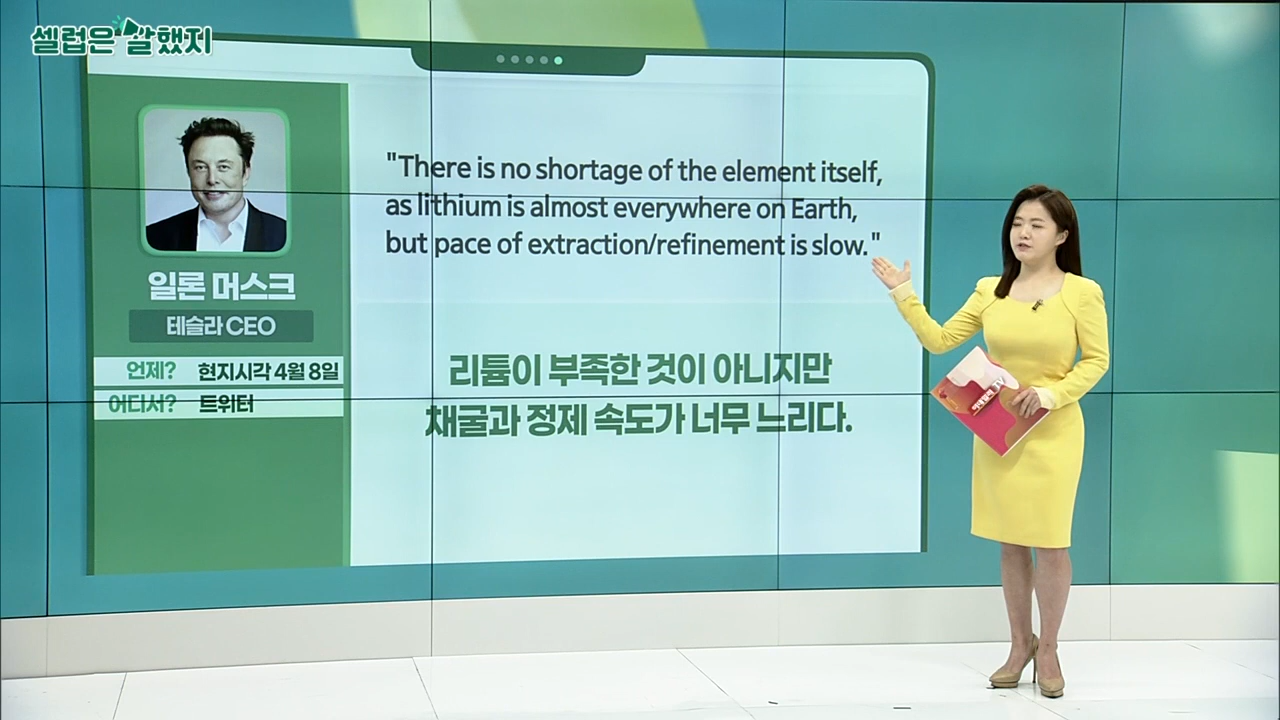 셀럽은 말했지
"There is no shortage of the element itself,
as lithium is almost everywhere on Earth,
but pace of extraction/refinement is slow."
일론 머스크
테슬라 CEO
언제? 현지시각 4월 8일
어디서? 트위터
리튬이 부족한 것이 아니지만
채굴과 정제 속도가 너무 느리다.